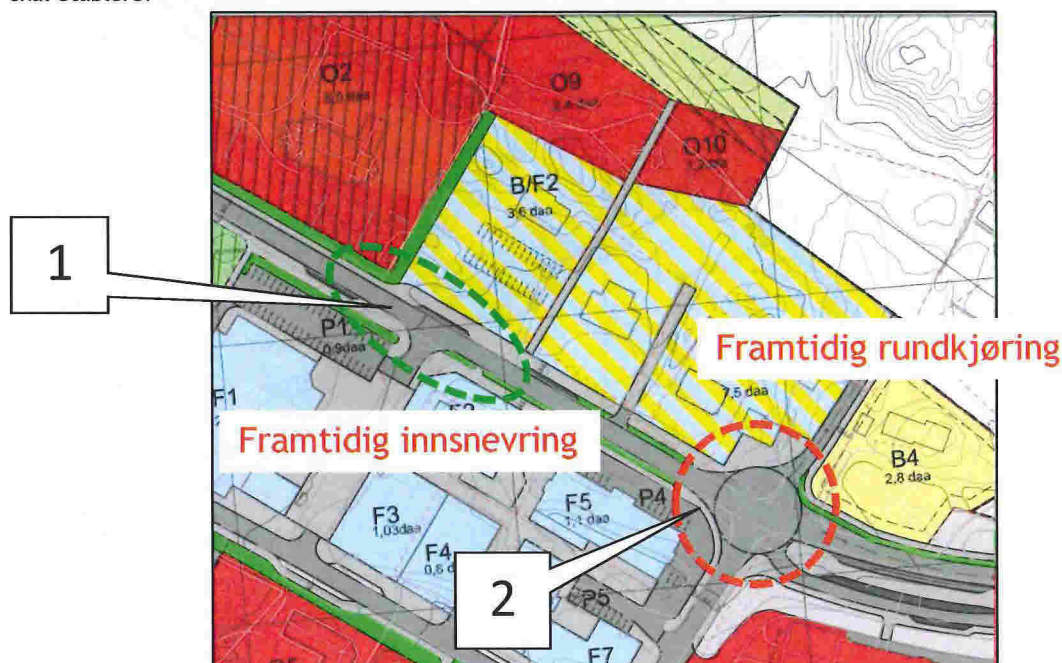 O2
O9
O10
B/F2
3,6 daa
1
P1
0,9daa
Framtidig rundkjøring
7,5 daa
F1
Framtidig innsnevring
B4
2,8 daa
P4
F5
1,1 daa
F3
1,03daa
F4
2
P5
F7